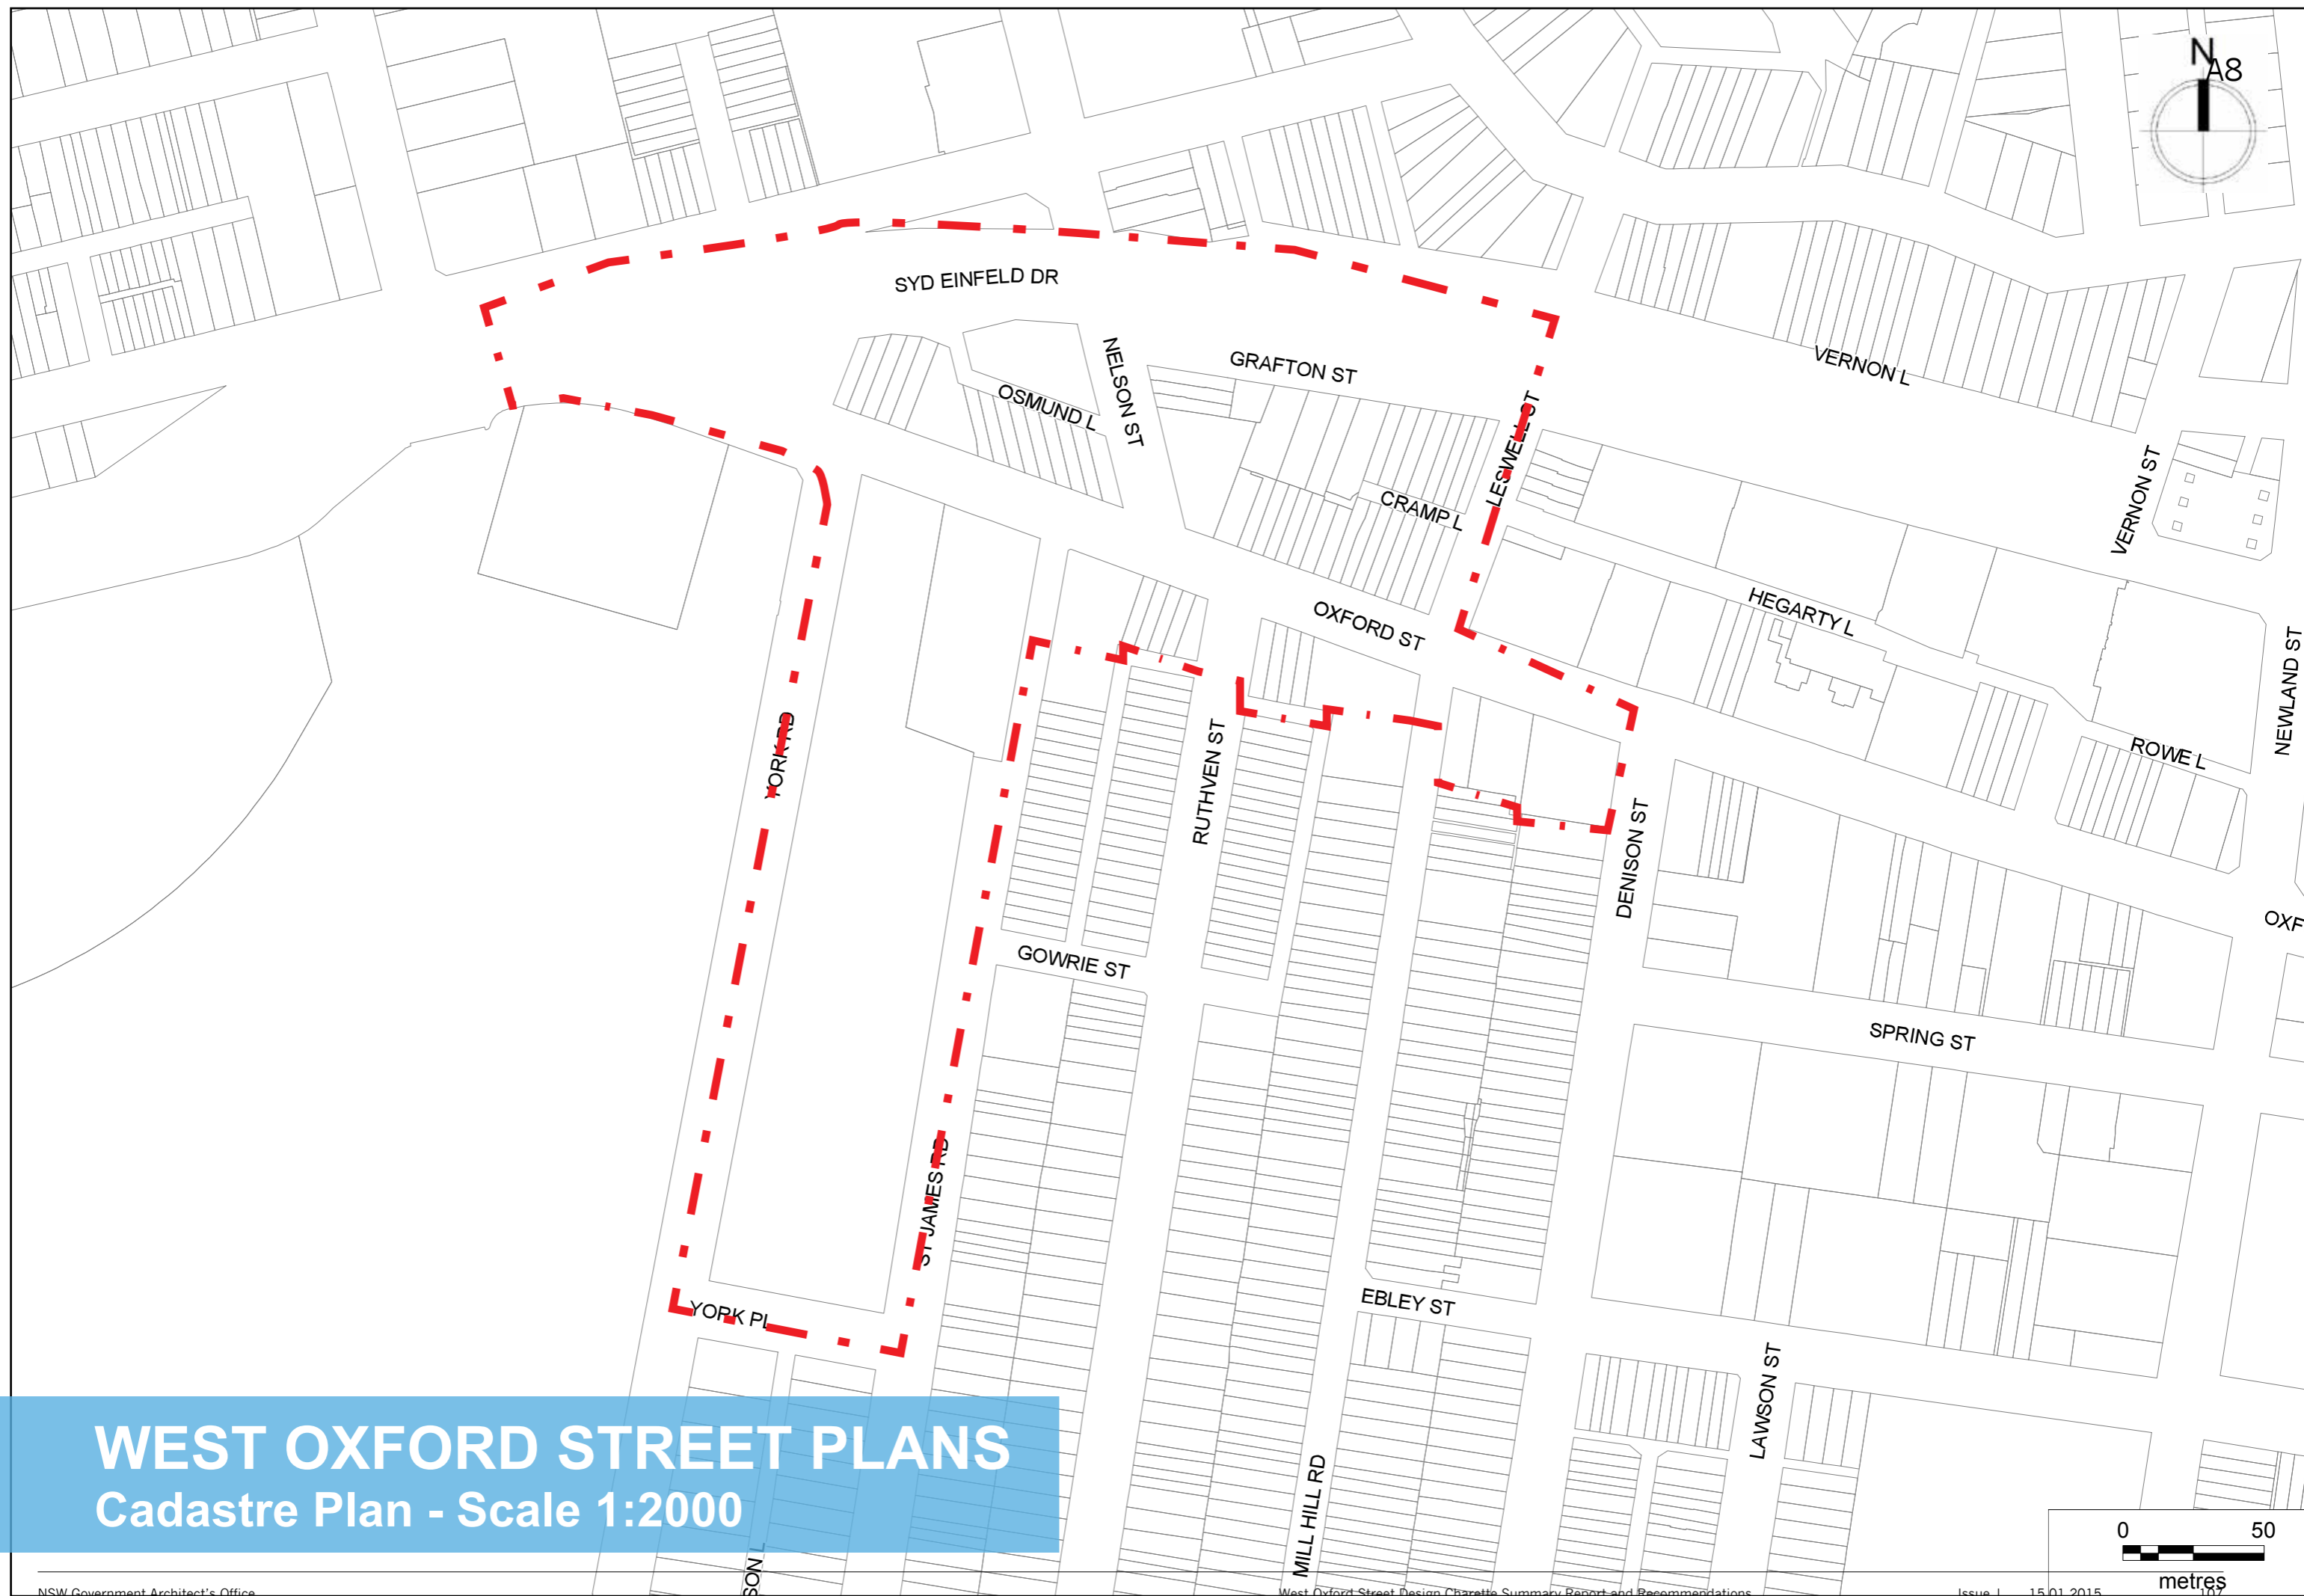 N
A8
SYD EINFELD DR
NELSON ST
GRAFTON ST
VERNON L
OSMUND L
LESWELL ST
CRAMP L
VERNON ST
OXFORD ST
HEGARTY L
NEWLAND ST
YORK RD
RUTHVEN ST
ROWE L
DENISON ST
OXF
GOWRIE ST
SPRING ST
ST JAMES RD
YORK PL
EBLEY ST
LAWSON ST
MILL HILL RD
WEST OXFORD STREET PLANS
Cadastre Plan - Scale 1:2000
SON L
0 50
metres
NSW Government Architect's Office
West Oxford Street Design Charette Summary Report and Recommendations
Issue J 15.01.2015 107